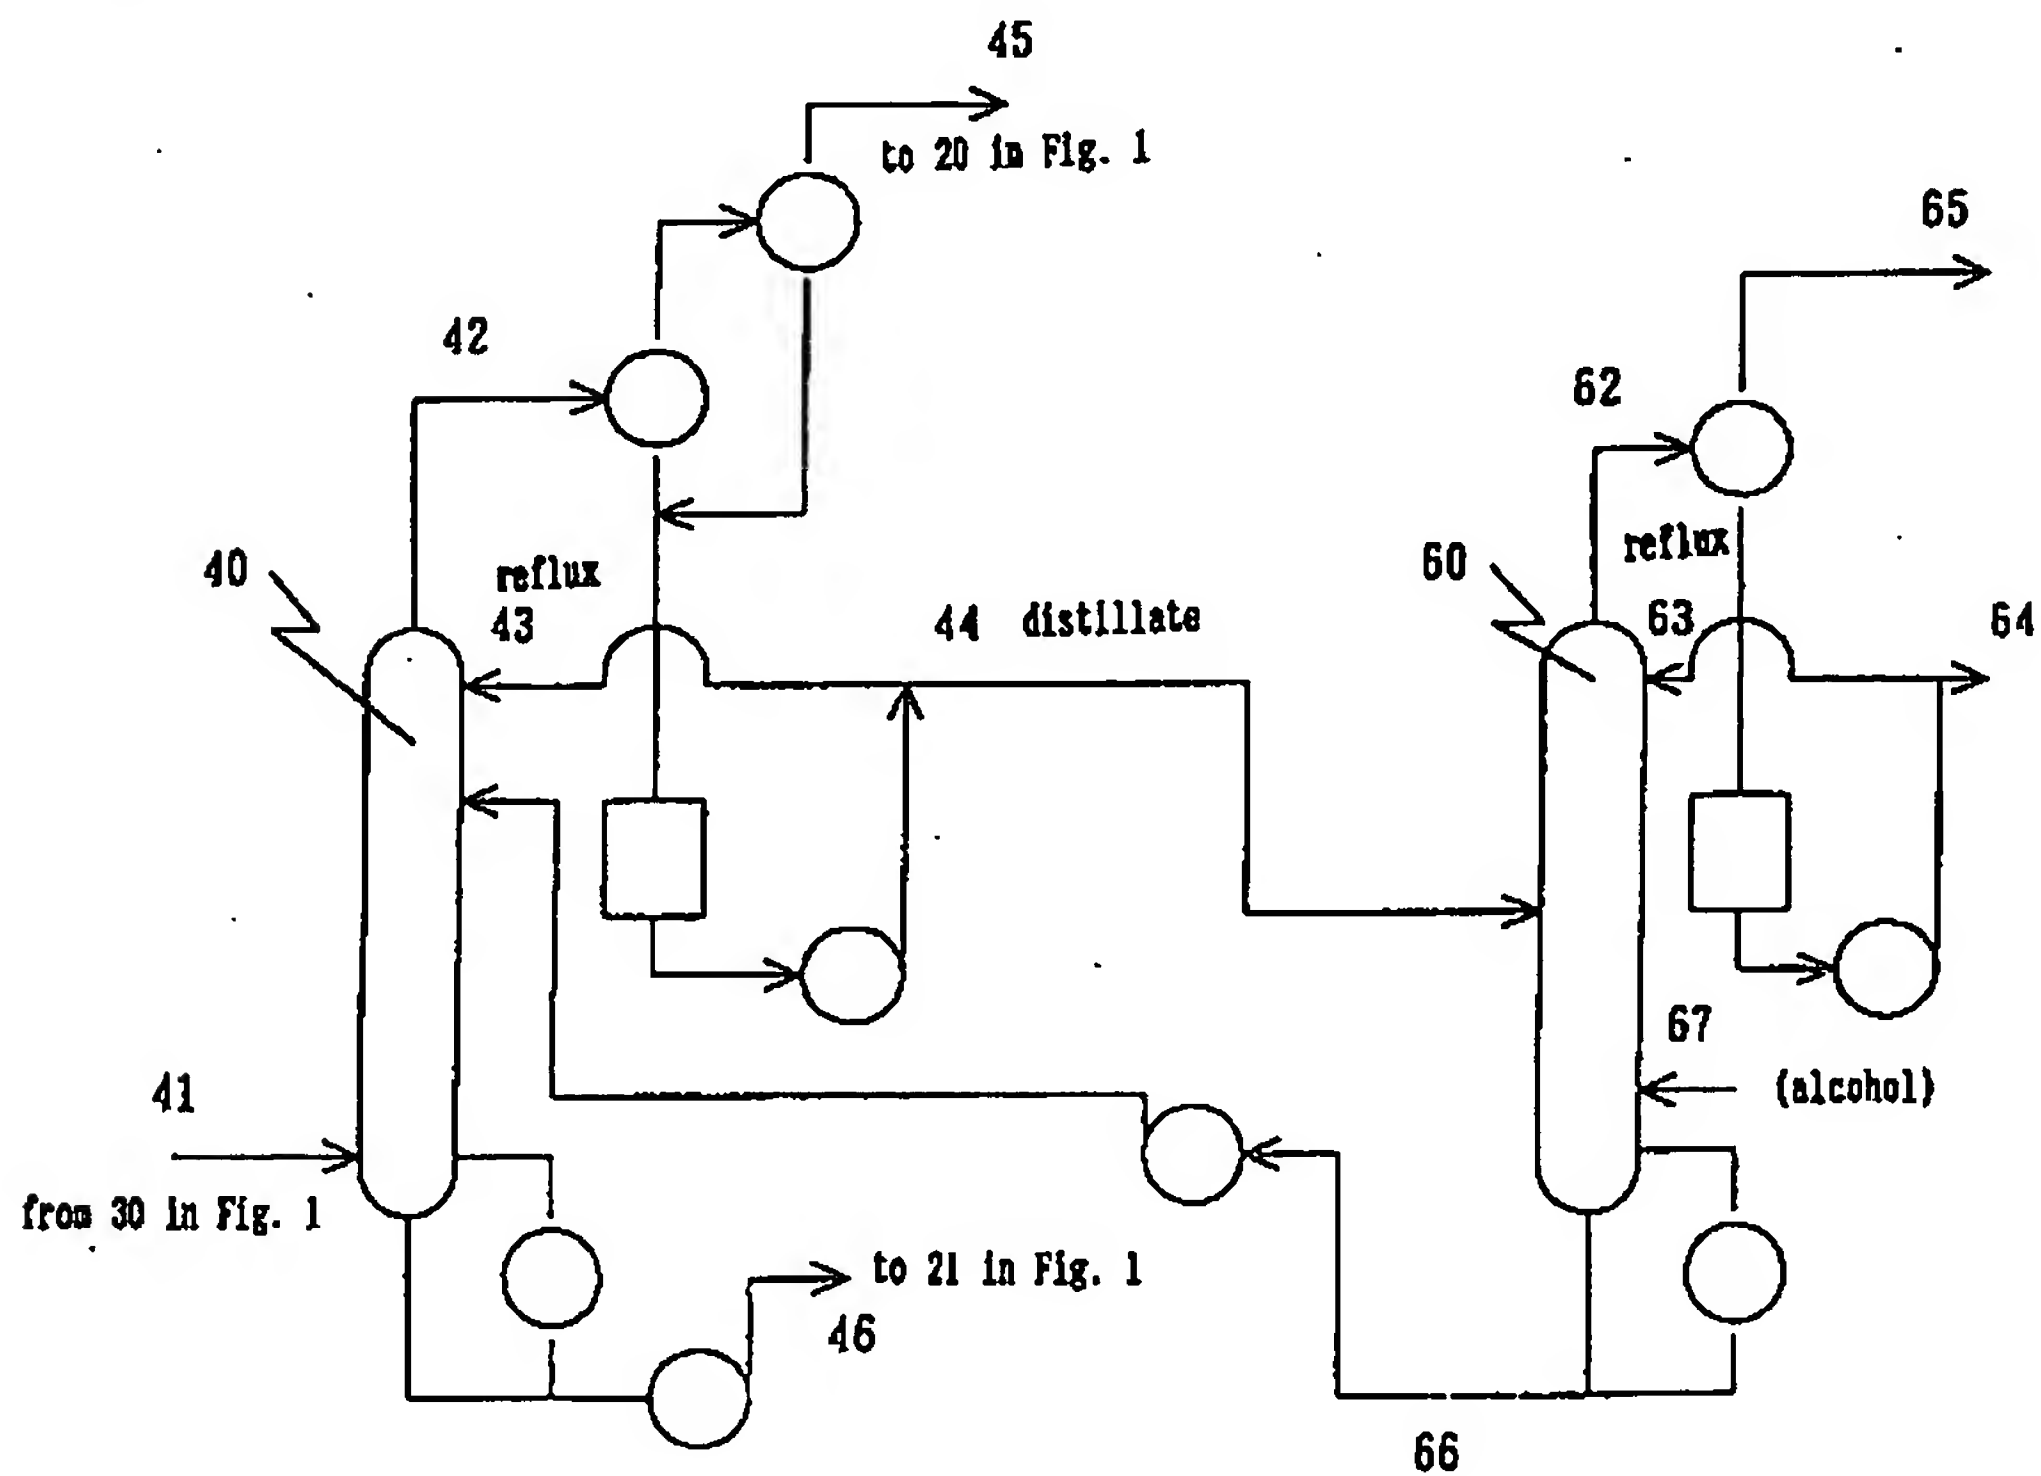 45
to 20 in Fig. 1
65
42
62
reflux
40
reflux
60
43
44 distillate
63
64
67
41
(alcohol)
from 30 in Fig. 1
to 21 in Fig. 1
46
66